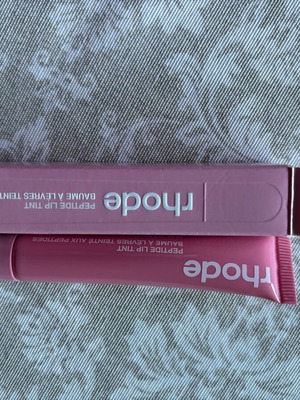 rhode
PEPTIDE LIP TINT
BAUME À LÈVRES TEINT
rhode
PEPTIDE LIP TINT
BAUME À LÈVRES TEINTÉ AUX PEPTIDES